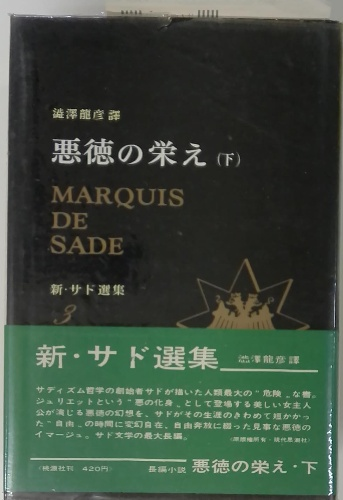 澁澤龍彦 譯
悪徳の栄え(下)
MARQUIS
DE
SADE
新・サド選集
3
新・サド選集 澁澤龍彦譯
サディズム哲学の創始者サドが描いた人類最大の“危険”な書。
ジュリエットという“悪の化身”として登場する美しい女主人
公が演じる悪徳の幻想を、サドがその生涯のきわめて短かかっ
た“自由”の時間に変幻自在、自由奔放に綴った見事な悪徳の
イマージュ。サド文学の最大長編。
〈桃源社刊 420円〉
長編小説 悪徳の栄え・下